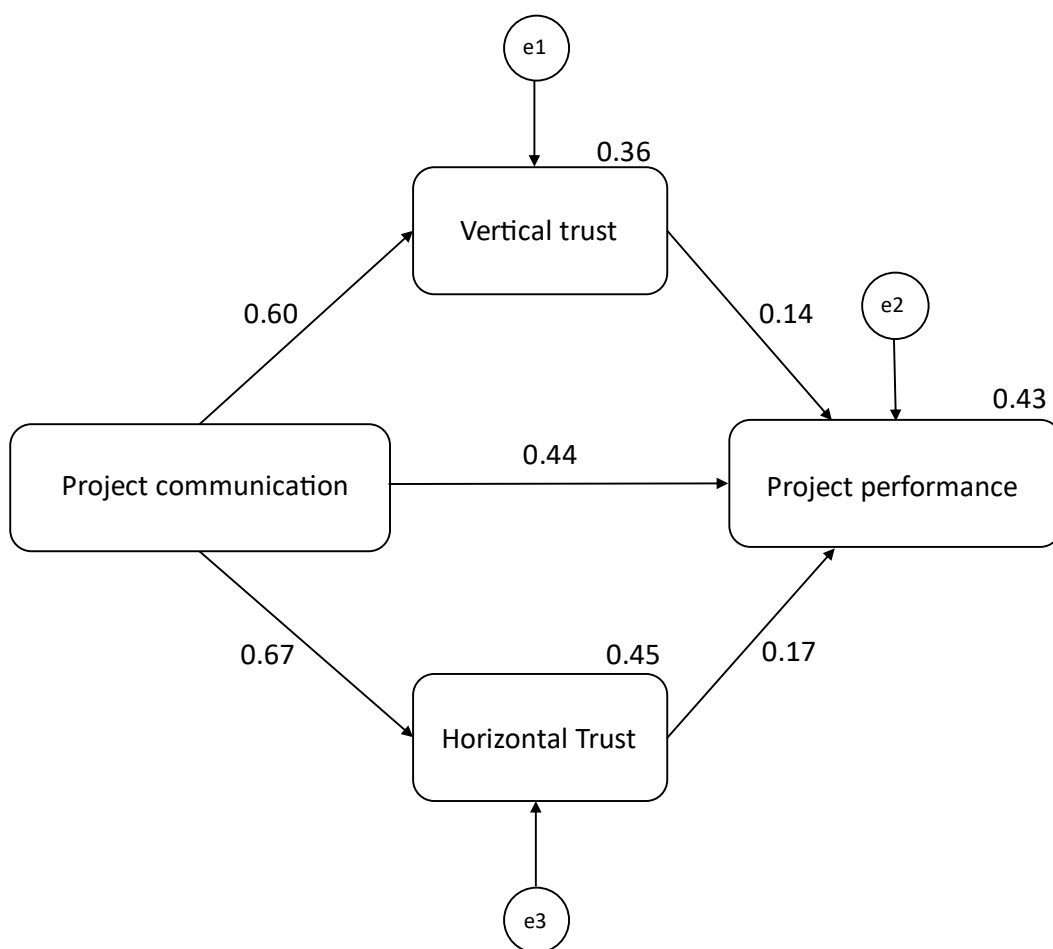 e1
0.36
Vertical trust
0.60
0.14
e2
0.43
Project communication
0.44
Project performance
0.67
0.45
0.17
Horizontal Trust
e3